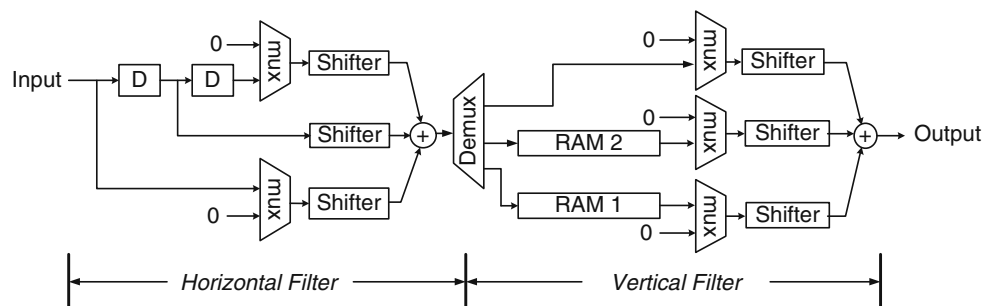 0
mux
Shifter
Input
D
D
Shifter
+
mux
Shifter
0
Demux
0
mux
Shifter
RAM 2
0
mux
Shifter
+
Output
RAM 1
0
mux
Shifter
Horizontal Filter
Vertical Filter